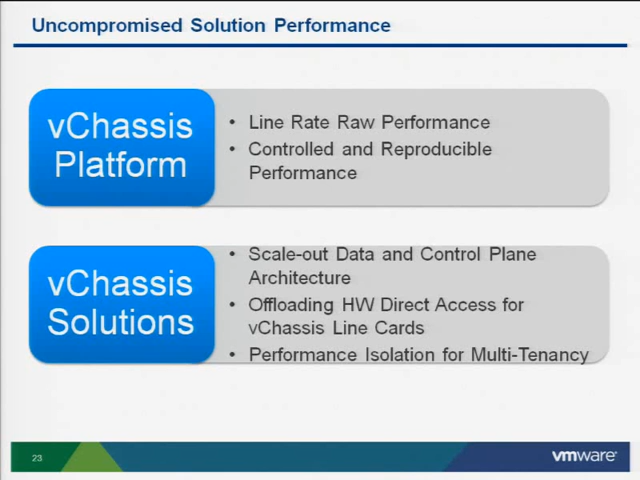 Uncompromised Solution Performance
vChassis
Platform
• Line Rate Raw Performance
• Controlled and Reproducible
Performance
vChassis
Solutions
• Scale-out Data and Control Plane
Architecture
• Offloading HW Direct Access for
vChassis Line Cards
• Performance Isolation for Multi-Tenancy
23
vmware®